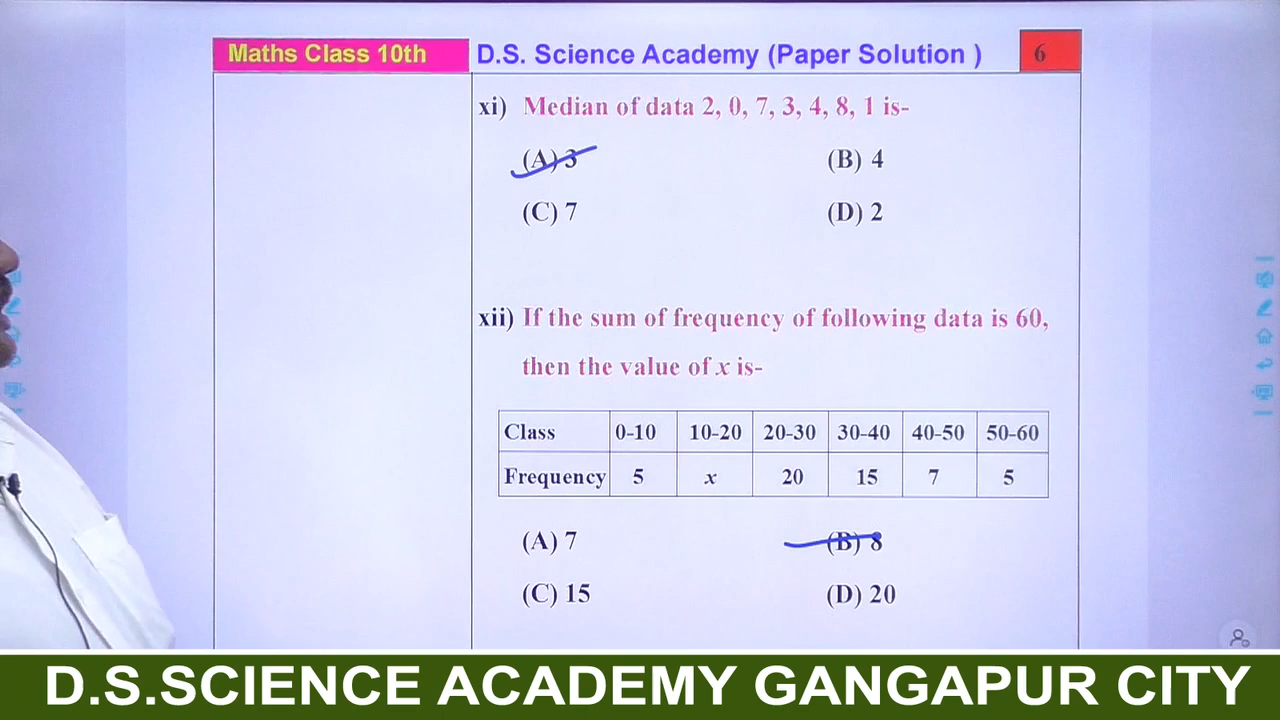 Maths Class 10th D.S. Science Academy (Paper Solution ) 6
xi) Median of data 2, 0, 7, 3, 4, 8, 1 is-
(A) 3 (B) 4
(C) 7 (D) 2
xii) If the sum of frequency of following data is 60,
then the value of x is-
Class 0-10 10-20 20-30 30-40 40-50 50-60
Frequency 5 x 20 15 7 5
(A) 7 (B) 8
(C) 15 (D) 20
D.S.SCIENCE ACADEMY GANGAPUR CITY